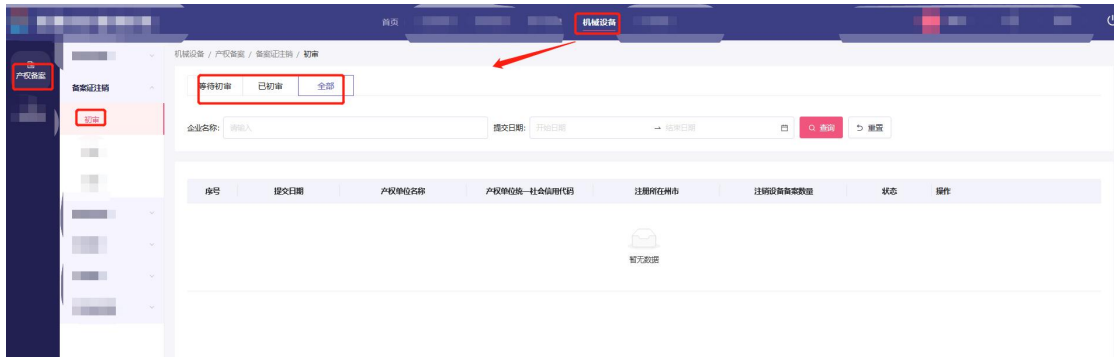 首页
机械设备
产权备案
机械设备 / 产权备案 / 备案证注销 / 初审
备案证注销
初审
等待初审 已初审 全部
企业名称: 请输入 提交日期: 开始日期 → 结束日期 查询 重置
序号 提交日期 产权单位名称 产权单位统一社会信用代码 注册所在州市 注销设备备案数量 状态 操作
暂无数据